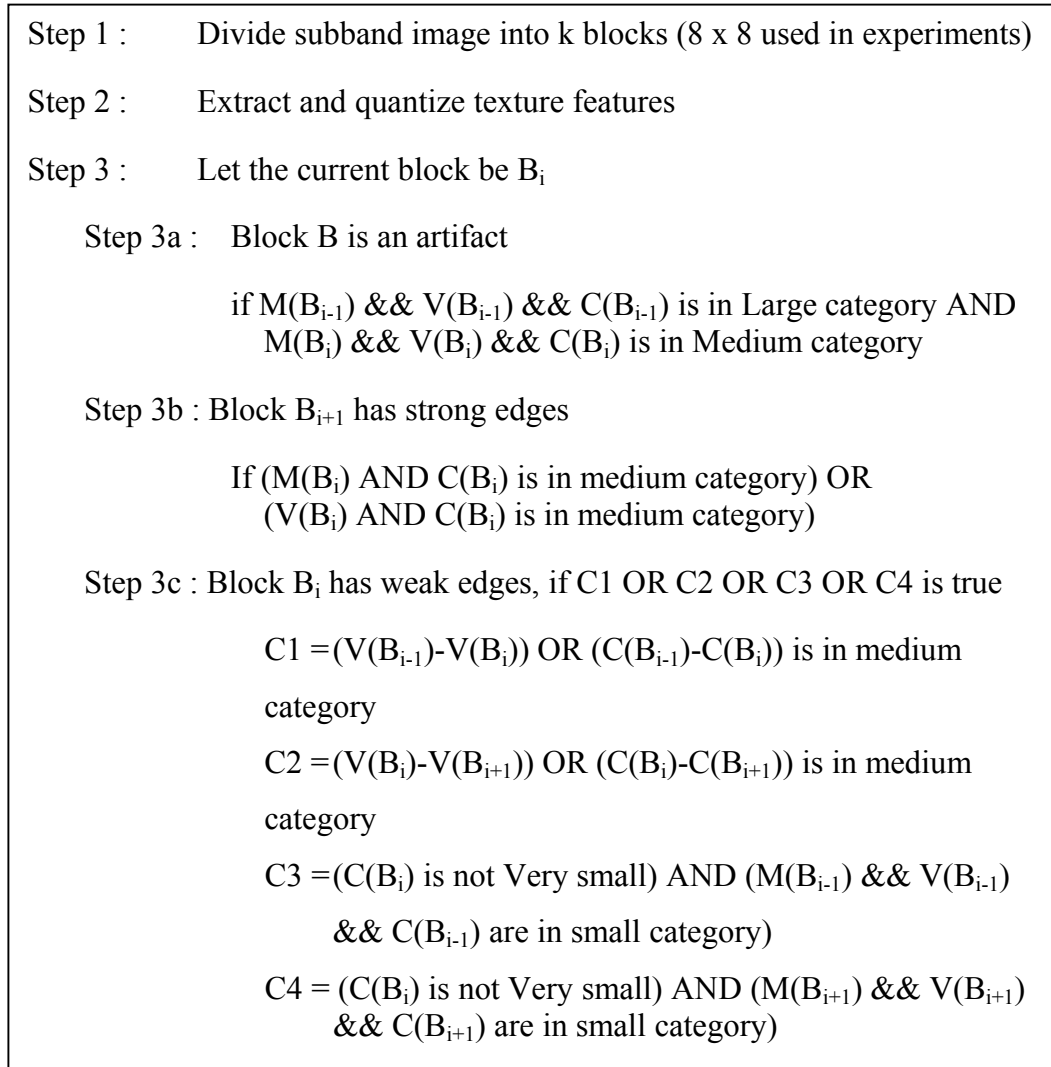 Step 1 : Divide subband image into k blocks (8 x 8 used in experiments)
Step 2 : Extract and quantize texture features
Step 3 : Let the current block be Bi
Step 3a : Block B is an artifact
if M(Bi-1) && V(Bi-1) && C(Bi-1) is in Large category AND
M(Bi) && V(Bi) && C(Bi) is in Medium category
Step 3b : Block Bi+1 has strong edges
If (M(Bi) AND C(Bi) is in medium category) OR
(V(Bi) AND C(Bi) is in medium category)
Step 3c : Block Bi has weak edges, if C1 OR C2 OR C3 OR C4 is true
C1 =(V(Bi-1)-V(Bi)) OR (C(Bi-1)-C(Bi)) is in medium
category
C2 =(V(Bi)-V(Bi+1)) OR (C(Bi)-C(Bi+1)) is in medium
category
C3 =(C(Bi) is not Very small) AND (M(Bi-1) && V(Bi-1)
&& C(Bi-1) are in small category)
C4 = (C(Bi) is not Very small) AND (M(Bi+1) && V(Bi+1)
&& C(Bi+1) are in small category)